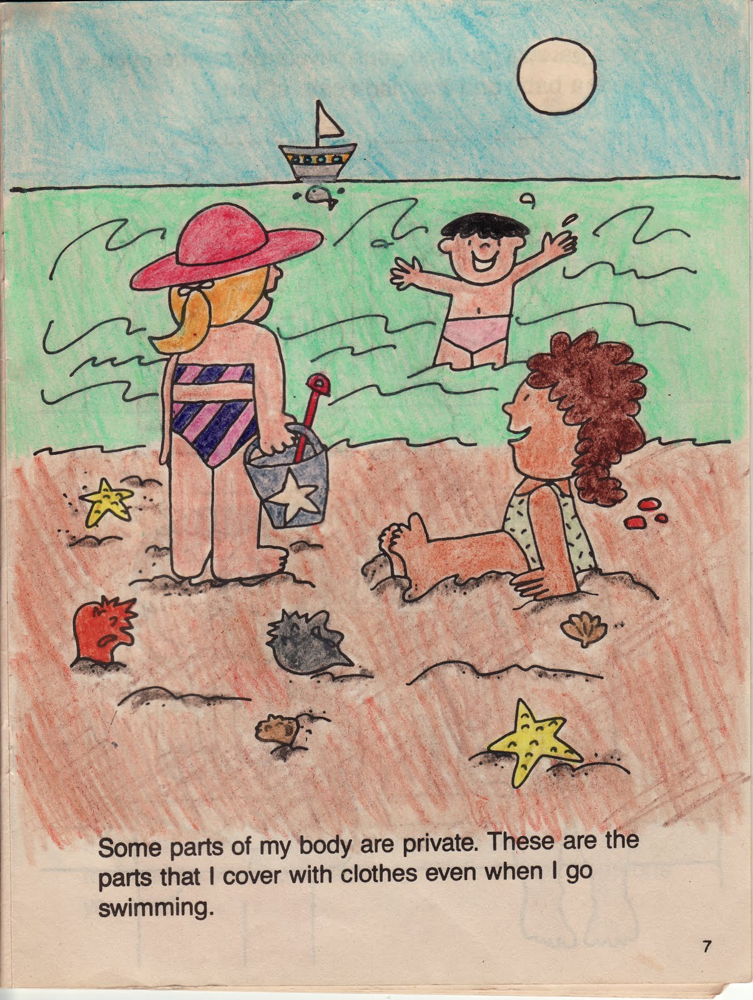 Some parts of my body are private. These are the
parts that I cover with clothes even when I go
swimming.
7